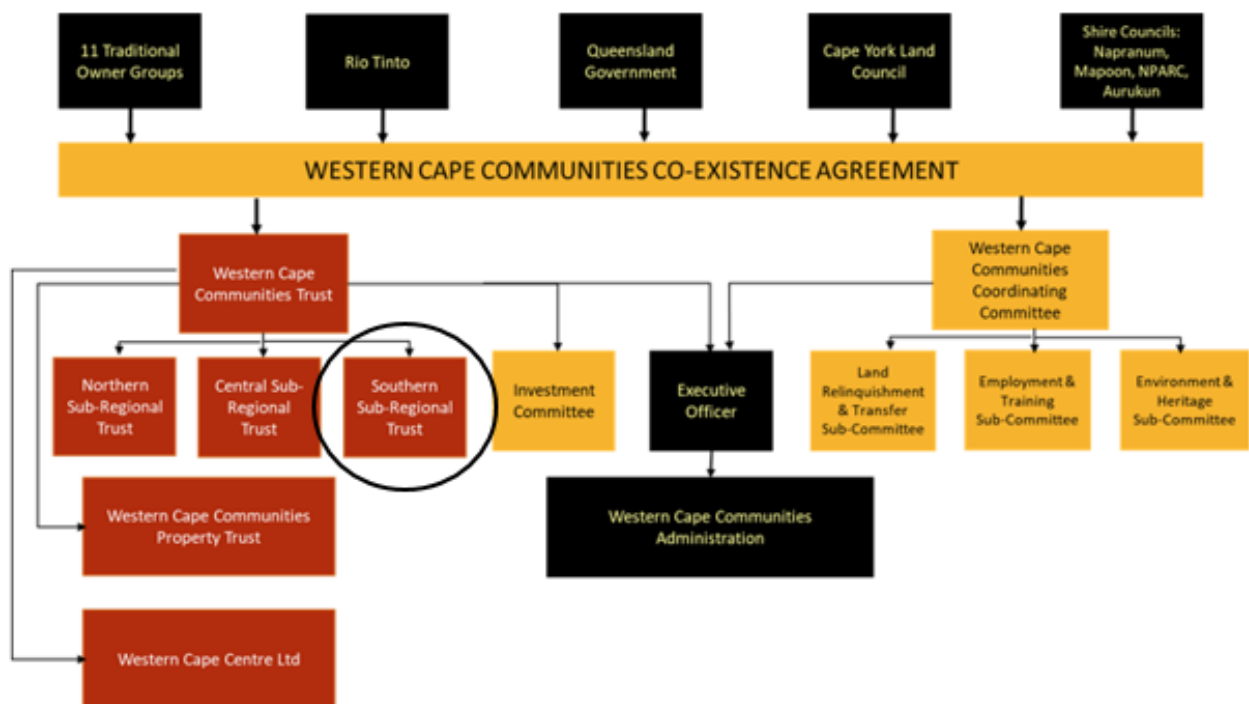 11 Traditional
Owner Groups
Rio Tinto
Queensland
Government
Cape York Land
Council
Shire Councils:
Napranum,
Mapoon, NPARC,
Aurukun
WESTERN CAPE COMMUNITIES CO-EXISTENCE AGREEMENT
Western Cape
Communities Trust
Western Cape
Communities
Coordinating
Committee
Northern
Sub-Regional
Trust
Central Sub-
Regional
Trust
Southern
Sub-Regional
Trust
Investment
Committee
Executive
Officer
Land
Relinquishment
& Transfer
Sub-Committee
Employment &
Training
Sub-Committee
Environment &
Heritage
Sub-Committee
Western Cape Communities
Property Trust
Western Cape Communities
Administration
Western Cape Centre Ltd